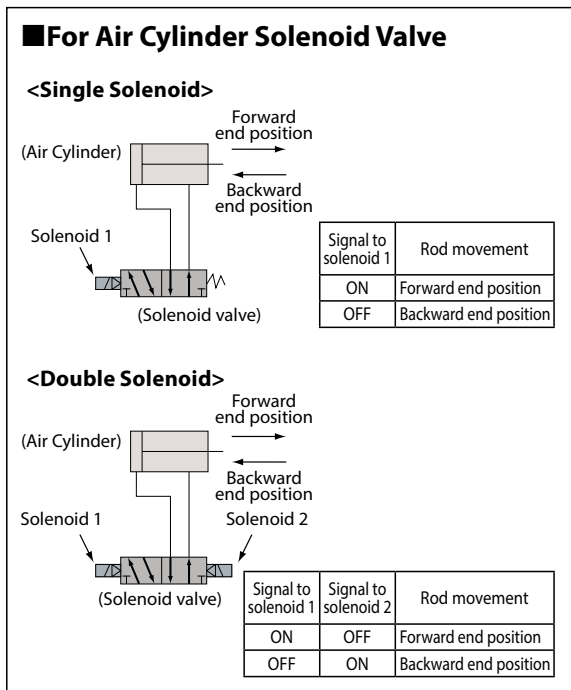 ■For Air Cylinder Solenoid Valve
<Single Solenoid>
Forward
end position
(Air Cylinder)
Backward
end position
Solenoid 1
(Solenoid valve)
Signal to
solenoid 1
Rod movement
ON
Forward end position
OFF
Backward end position
<Double Solenoid>
Forward
end position
(Air Cylinder)
Backward
end position
Solenoid 1
Solenoid 2
(Solenoid valve)
Signal to
solenoid 1
Signal to
solenoid 2
Rod movement
ON
OFF
Forward end position
OFF
ON
Backward end position